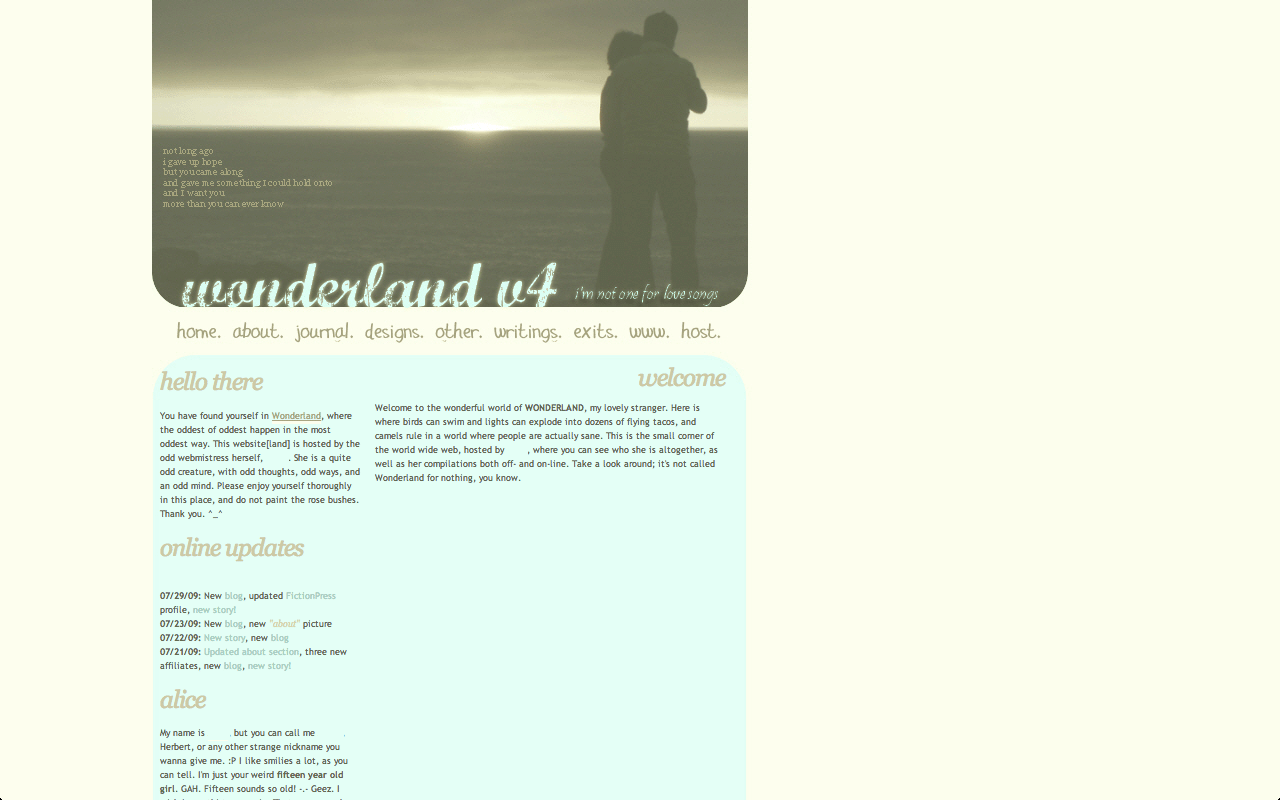 not long ago
i gave up hope
but you came along
and gave me something I could hold onto
and I want you
more than you can ever know
wonderland v4
i'm not one for love songs
home. about. journal. designs. other. writings. exits. www. host.
hello there
You have found yourself in Wonderland, where
the oddest of oddest happen in the most
oddest way. This website[land] is hosted by the
odd webmistress herself, . She is a quite
odd creature, with odd thoughts, odd ways, and
an odd mind. Please enjoy yourself thoroughly
in this place, and do not paint the rose bushes.
Thank you. ^_^
online updates
07/29/09: New blog, updated FictionPress
profile, new story!
07/23/09: New blog, new "about" picture
07/22/09: New story, new blog
07/21/09: Updated about section, three new
affiliates, new blog, new story!
alice
My name is . but you can call me .
Herbert, or any other strange nickname you
wanna give me. :P I like smilies a lot, as you
can tell. I'm just your weird fifteen year old
girl. GAH. Fifteen sounds so old! -.- Geez. I
welcome
Welcome to the wonderful world of WONDERLAND, my lovely stranger. Here is
where birds can swim and lights can explode into dozens of flying tacos, and
camels rule in a world where people are actually sane. This is the small corner of
the world wide web, hosted by , where you can see who she is altogether, as
well as her compilations both off- and on-line. Take a look around; it's not called
Wonderland for nothing, you know.